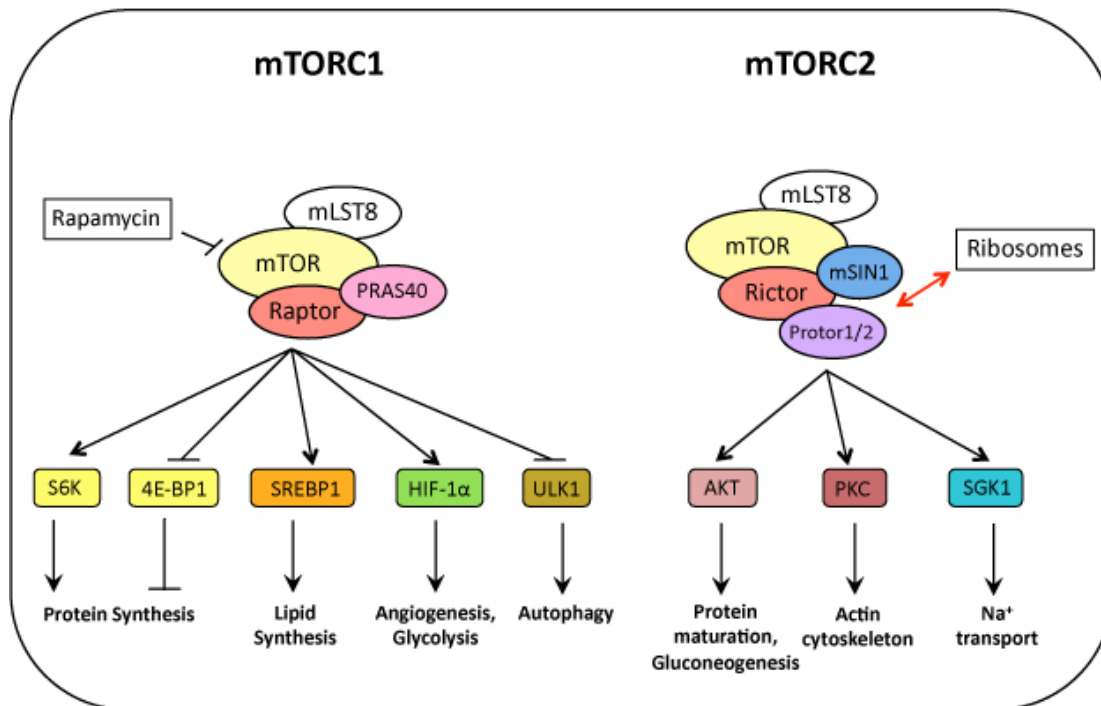 mTORC1
mTORC2
Rapamycin
mLST8
mTOR
PRAS40
Raptor
mLST8
mTOR
mSIN1
Rictor
Protor1/2
Ribosomes
S6K
4E-BP1
SREBP1
HIF-1α
ULK1
AKT
PKC
SGK1
Protein Synthesis
Lipid
Synthesis
Angiogenesis,
Glycolysis
Autophagy
Protein
maturation,
Gluconeogenesis
Actin
cytoskeleton
Na⁺
transport